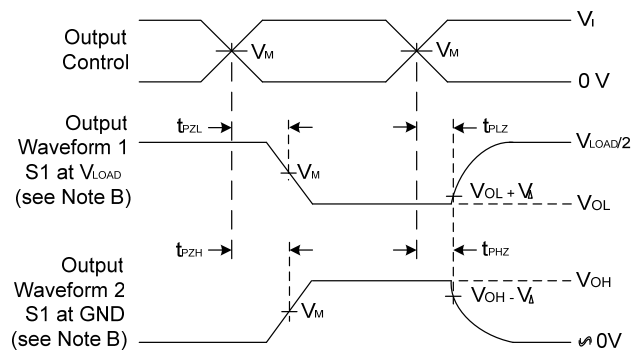 Output
Control
VM
VM
VI
0 V
Output
Waveform 1
S1 at VLOAD
(see Note B)
tPZL
tPLZ
VM
VLOAD/2
VOL + VΔ
VOL
Output
Waveform 2
S1 at GND
(see Note B)
tPZH
tPHZ
VM
VOH
VOH - VΔ
≈ 0V